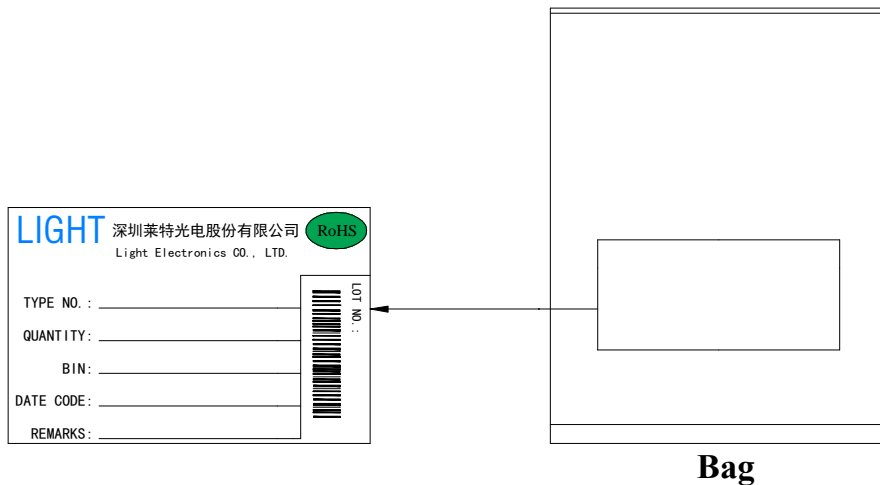 LIGHT 深圳莱特光电股份有限公司 RoHS
Light Electronics CO., LTD.
LOT NO.:
TYPE NO.:
QUANTITY:
BIN:
DATE CODE:
REMARKS:
Bag